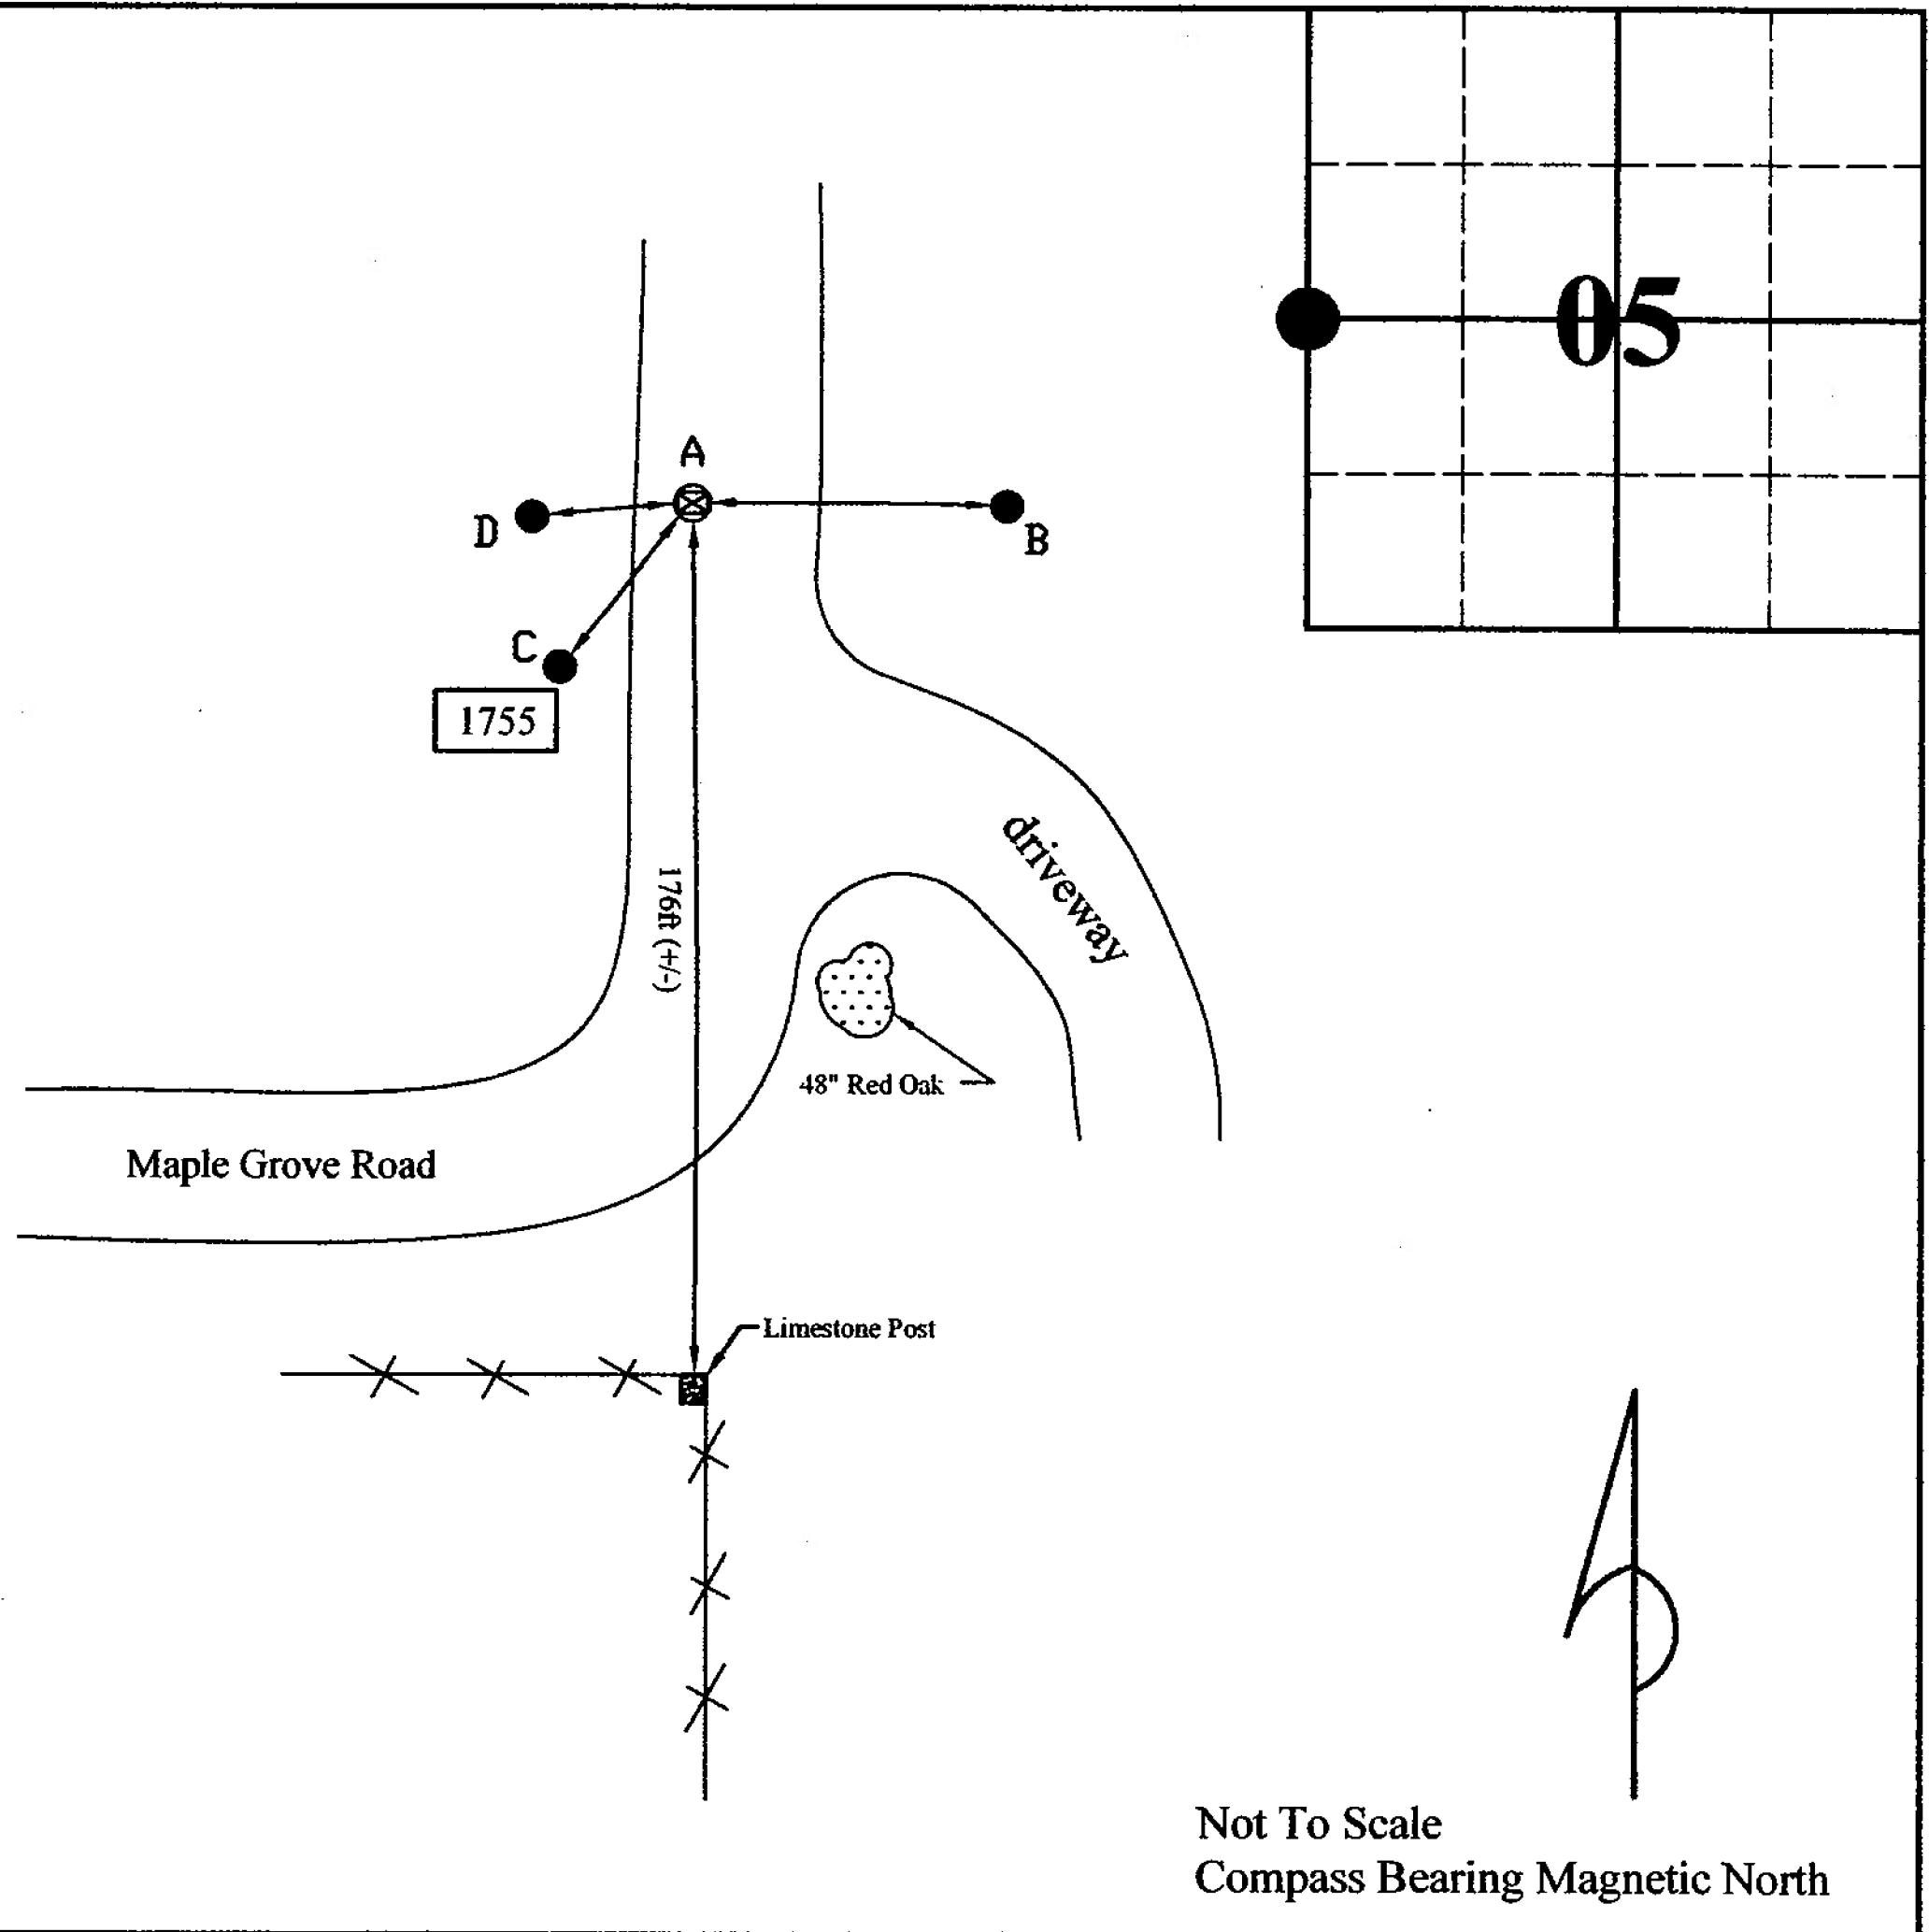 05
A
D
B
C
1755
driveway
176ft (+/-)
48" Red Oak
Maple Grove Road
Limestone Post
Not To Scale
Compass Bearing Magnetic North